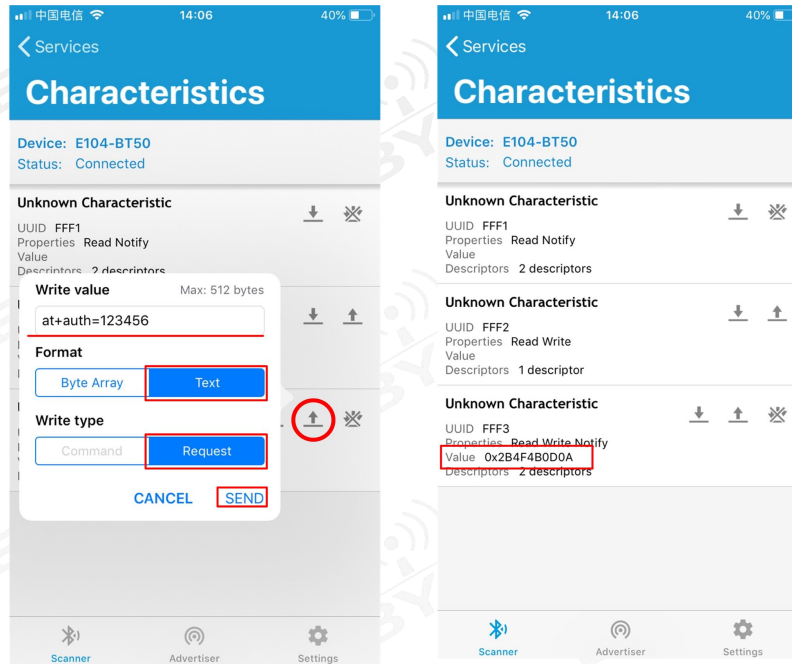 中国电信 14:06 40%
Services
Characteristics
Device: E104-BT50
Status: Connected
Unknown Characteristic
UUID FFF1
Properties Read Notify
Value
Descriptors 2 descriptors
Write value Max: 512 bytes
at+auth=123456
Format
Byte Array Text
Write type
Command Request
CANCEL SEND
Scanner Advertiser Settings
中国电信 14:06 40%
Services
Characteristics
Device: E104-BT50
Status: Connected
Unknown Characteristic
UUID FFF1
Properties Read Notify
Value
Descriptors 2 descriptors
Unknown Characteristic
UUID FFF2
Properties Read Write
Value
Descriptors 1 descriptor
Unknown Characteristic
UUID FFF3
Properties Read Write Notify
Value 0x2B4F4B0D0A
Descriptors 2 descriptors
Scanner Advertiser Settings